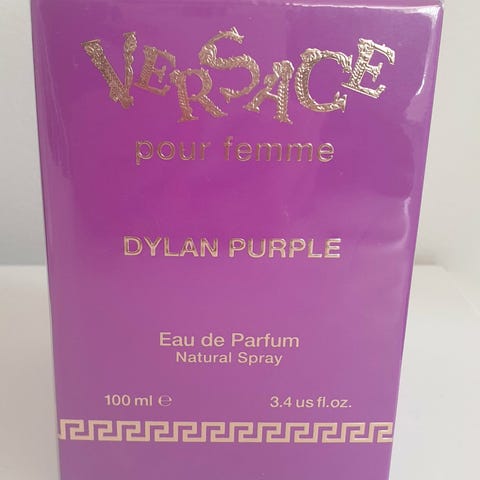 VERSACE
pour femme
DYLAN PURPLE
Eau de Parfum
Natural Spray
100 ml ℮ 3.4 us fl.oz.